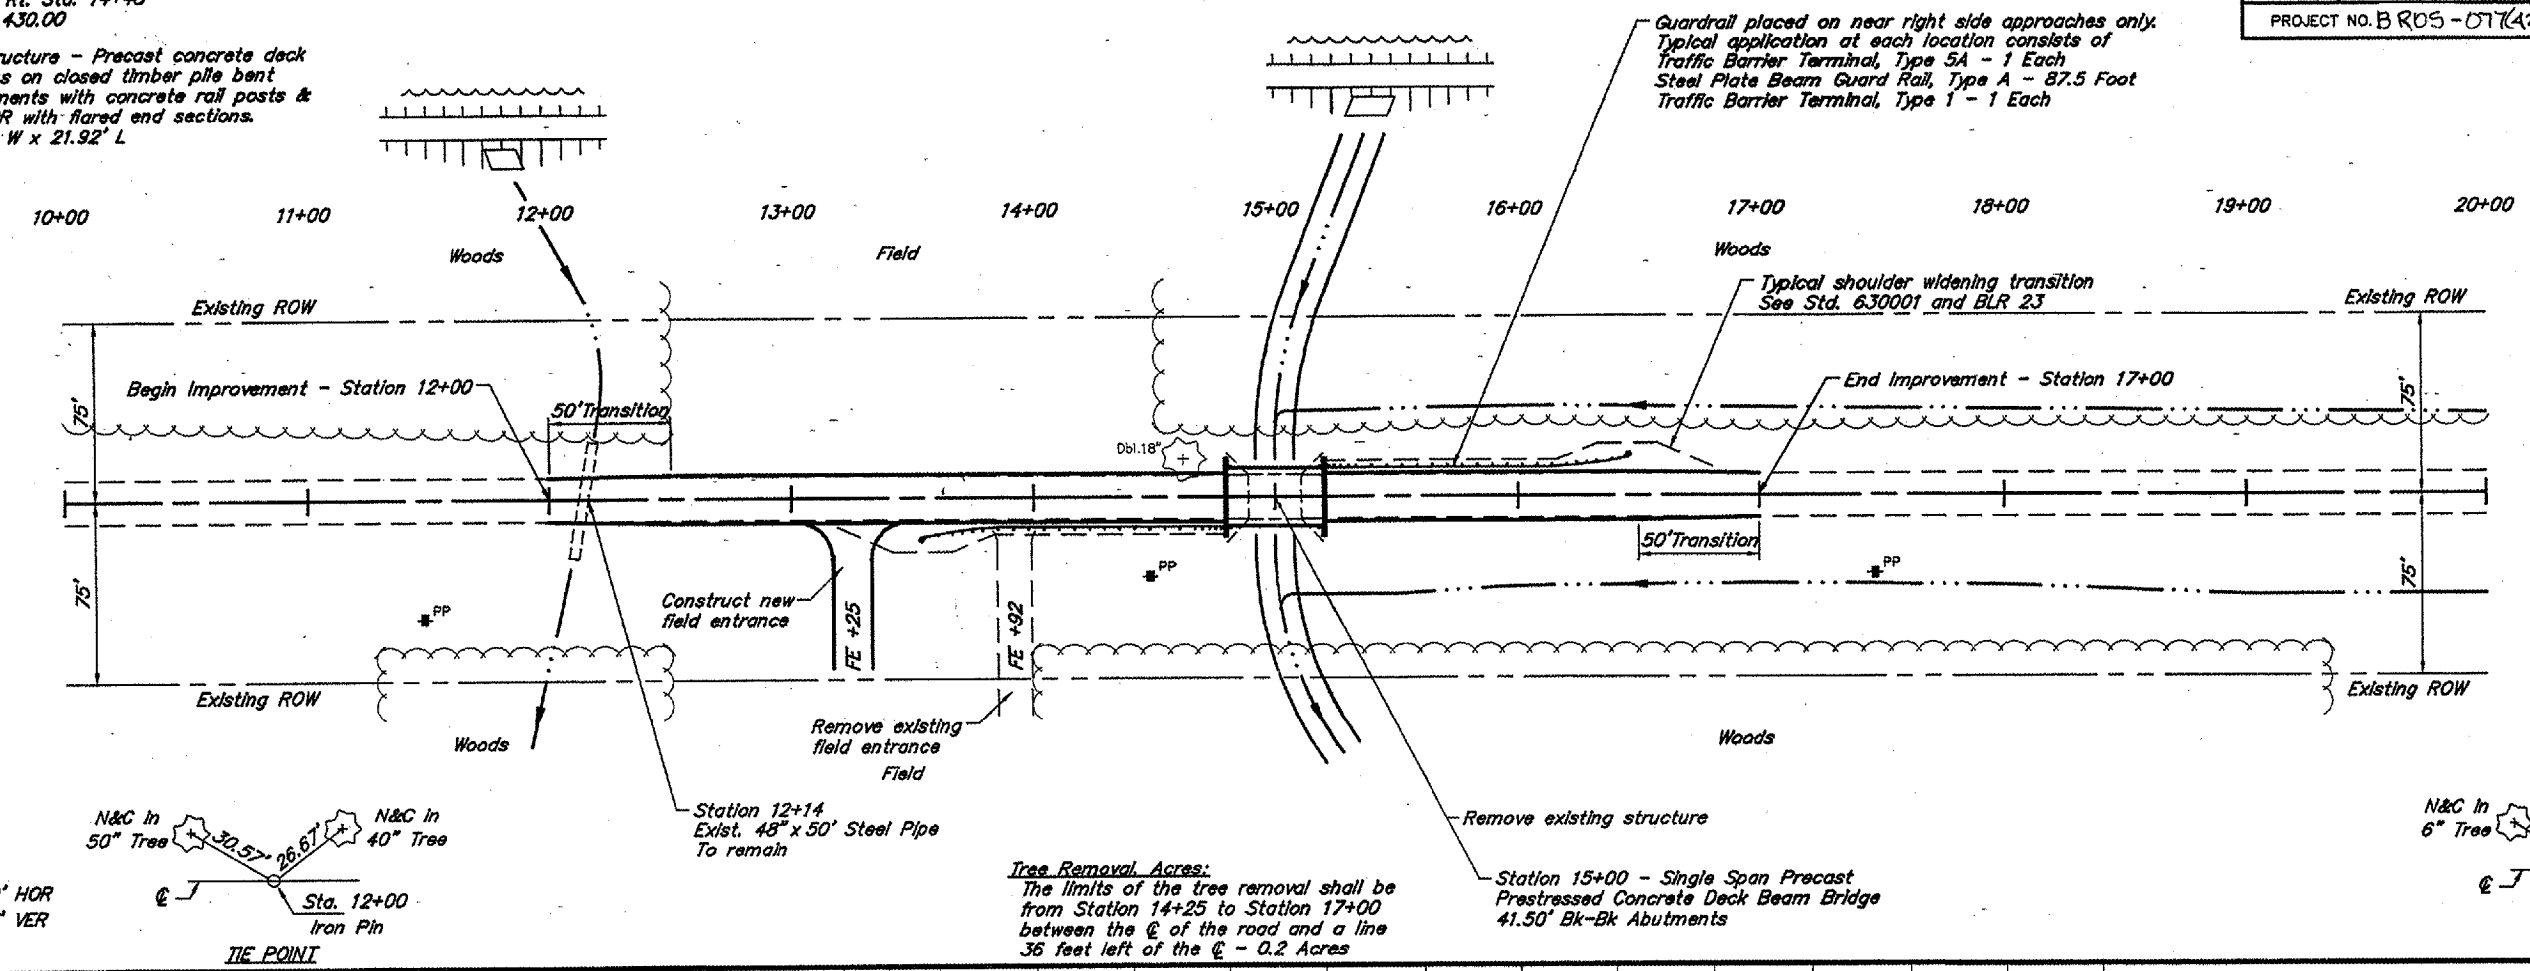 430.00
ucture - Precast concrete deck
s on closed timber pile bent
ments with concrete rail posts &
R with flared end sections.
W x 21.92' L
Guardrail placed on near right side approaches only.
Typical application at each location consists of
Traffic Barrier Terminal, Type 5A - 1 Each
Steel Plate Beam Guard Rail, Type A - 87.5 Foot
Traffic Barrier Terminal, Type 1 - 1 Each
PROJECT NO. BROS-077(42
10+00 11+00 12+00 13+00 14+00 15+00 16+00 17+00 18+00 19+00 20+00
Woods
Field
Woods
Typical shoulder widening transition
See Std. 630001 and BLR 23
Existing ROW
Existing ROW
Begin Improvement - Station 12+00
End Improvement - Station 17+00
75'
50' Transition
75'
Dbl.18"
50' Transition
PP
PP
PP
75'
75'
Construct new
field entrance
FE +25
FE +92
Existing ROW
Existing ROW
Remove existing
field entrance
Woods
Woods
Field
Station 12+14
Exist. 48" x 50' Steel Pipe
To remain
Remove existing structure
Station 15+00 - Single Span Precast
Prestressed Concrete Deck Beam Bridge
41.50' Bk-Bk Abutments
Tree Removal, Acres:
The limits of the tree removal shall be
from Station 14+25 to Station 17+00
between the ℄ of the road and a line
36 feet left of the ℄ - 0.2 Acres
N&C in
50" Tree
30.57'
26.67'
N&C in
40" Tree
℄
Sta. 12+00
Iron Pin
TIE POINT
' HOR
' VER
N&C in
6" Tree
℄